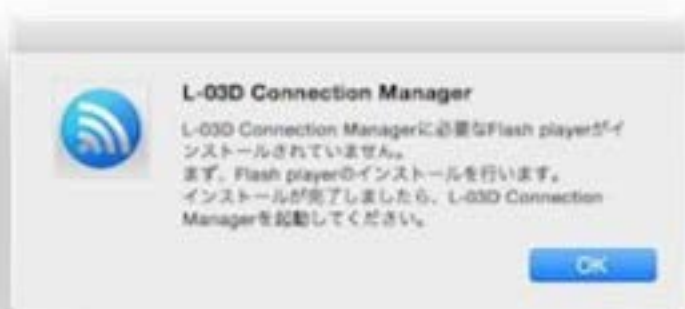 L-03D Connection Manager
L-03D Connection Managerに必要なFlash playerがイ
ンストールされていません。
まず、Flash playerのインストールを行います。
インストールが完了しましたら、L-03D Connection
Managerを起動してください。
OK